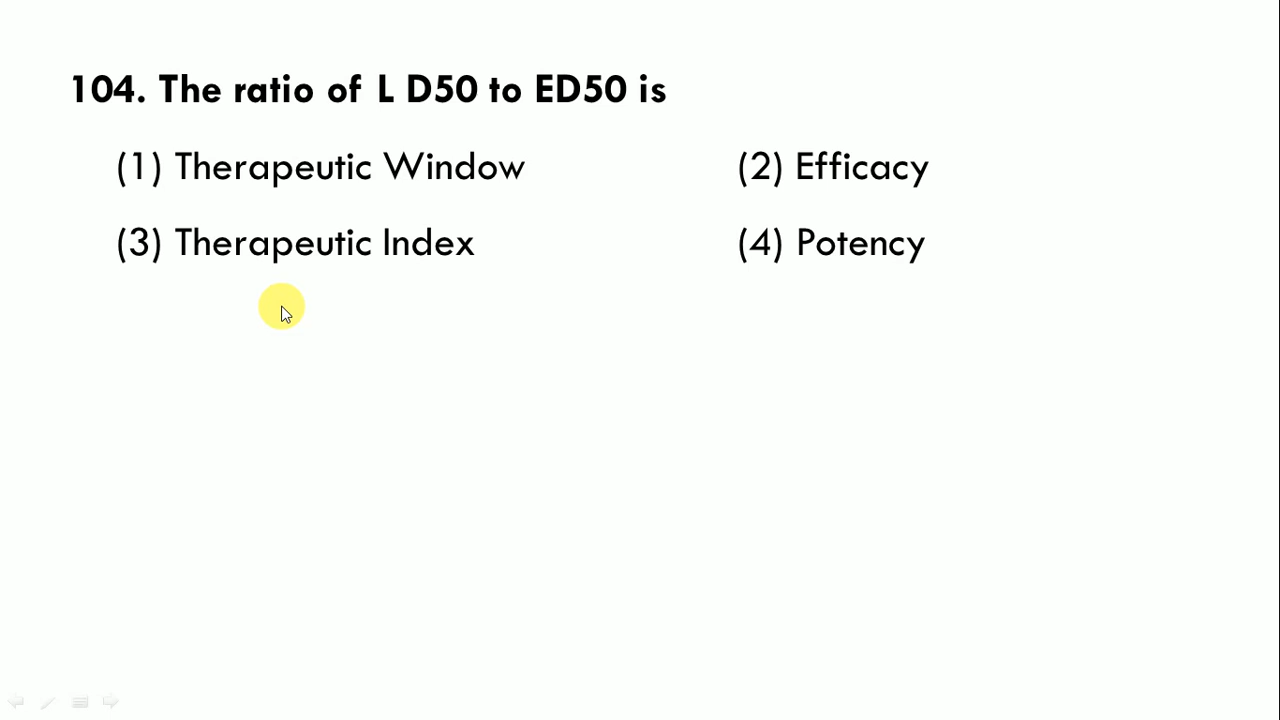 104. The ratio of L D50 to ED50 is
(1) Therapeutic Window (2) Efficacy
(3) Therapeutic Index (4) Potency